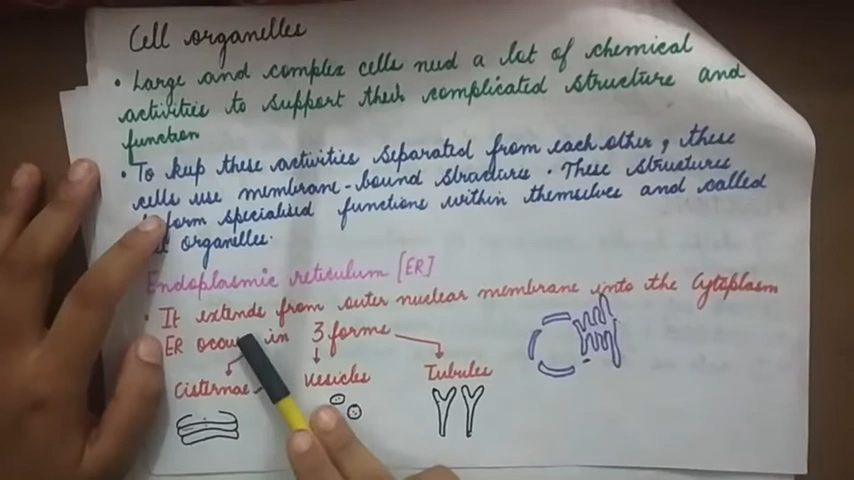 Cell organelles
• Large and complex cells need a lot of chemical
activities to support their complicated structure and
function
• To keep these activities separated from each other, these
cells use membrane-bound structures. These structures
form specialised functions within themselves and called
organelles.
Endoplasmic reticulum [ER]
• It extends from outer nuclear membrane into the Cytoplasm
ER occurs in 3 forms
Cisternae Vesicles Tubules